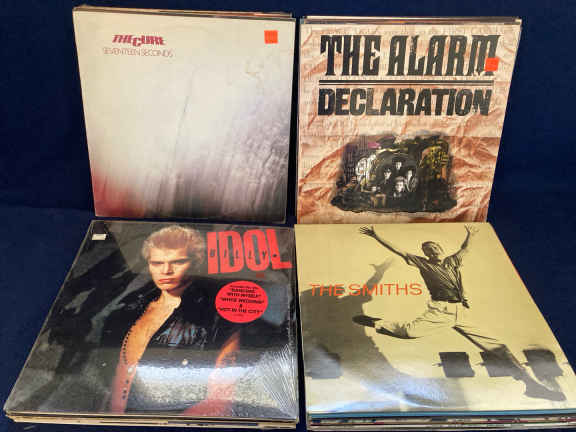 THE CURE
SEVENTEEN SECONDS
THE ALARM
DECLARATION
IDOL
BILLY
"DANCING
WITH MYSELF"
"WHITE WEDDING"
&
"HOT IN THE CITY"
THE SMITHS